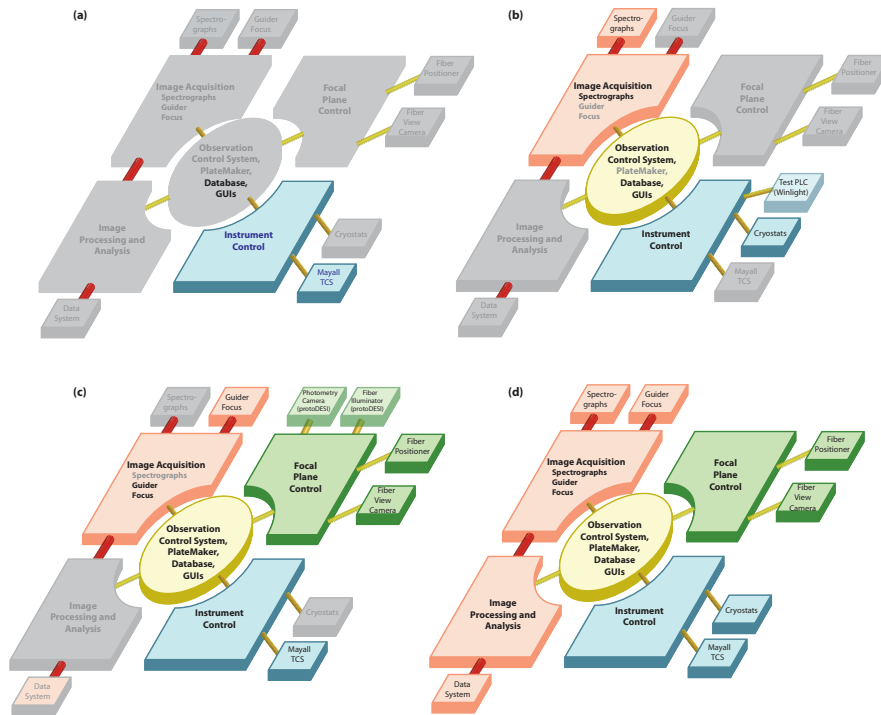 (a)
Spectro-
graphs
Guider
Focus
Image Acquisition
Spectrographs
Guider
Focus
Focal
Plane
Control
Fiber
Positioner
Fiber
View
Camera
Observation
Control System,
PlateMaker,
Database,
GUIs
Image
Processing and
Analysis
Instrument
Control
Cryostats
Mayall
TCS
Data
System
(b)
Spectro-
graphs
Guider
Focus
Image Acquisition
Spectrographs
Guider
Focus
Focal
Plane
Control
Fiber
Positioner
Fiber
View
Camera
Observation
Control System,
PlateMaker,
Database,
GUIs
Test PLC
(Winlight)
Image
Processing and
Analysis
Instrument
Control
Cryostats
Mayall
TCS
Data
System
(c)
Spectro-
graphs
Guider
Focus
Photometry
Camera
(protoDESI)
Fiber
Illuminator
(protoDESI)
Image Acquisition
Spectrographs
Guider
Focus
Focal
Plane
Control
Fiber
Positioner
Fiber
View
Camera
Observation
Control System,
PlateMaker,
Database,
GUIs
Image
Processing and
Analysis
Instrument
Control
Cryostats
Mayall
TCS
Data
System
(d)
Spectro-
graphs
Guider
Focus
Image Acquisition
Spectrographs
Guider
Focus
Focal
Plane
Control
Fiber
Positioner
Fiber
View
Camera
Observation
Control System,
PlateMaker,
Database
GUIs
Image
Processing and
Analysis
Instrument
Control
Cryostats
Mayall
TCS
Data
System